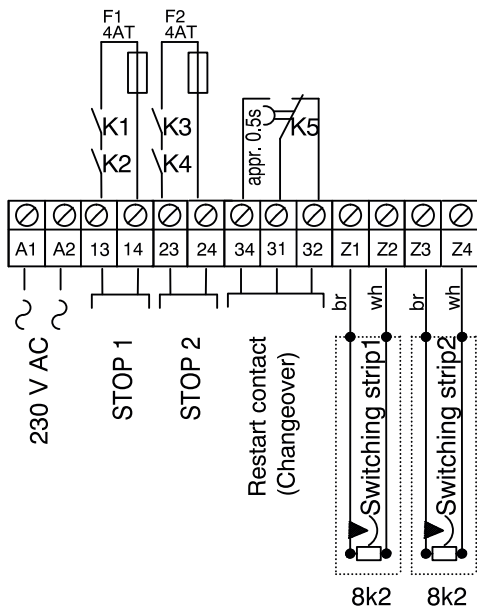 F1 F2
4AT 4AT
K1 K3 appr. 0.5s K5
K2 K4
A1 A2 13 14 23 24 34 31 32 Z1 Z2 Z3 Z4
br wh br wh
230 V AC
STOP 1
STOP 2
Restart contact
(Changeover)
Switching strip1
Switching strip2
8k2 8k2